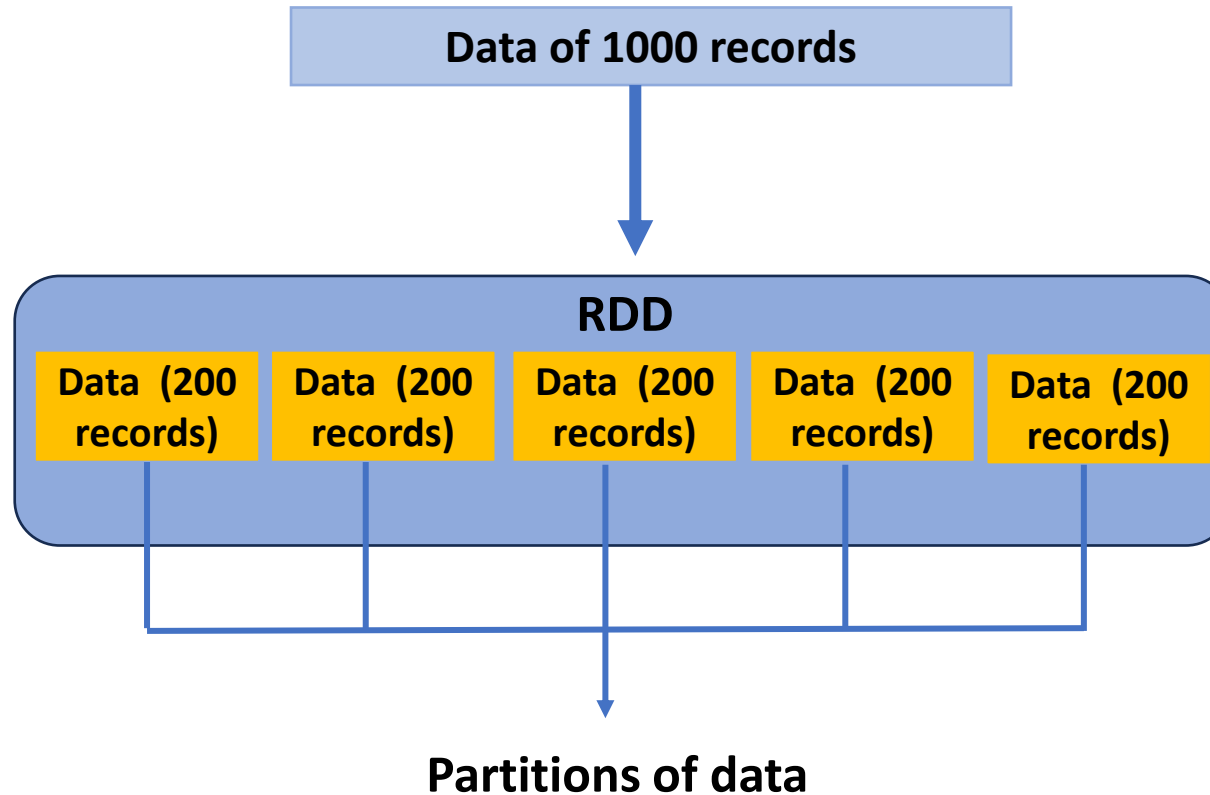 Data of 1000 records
RDD
Data (200
records)
Data (200
records)
Data (200
records)
Data (200
records)
Data (200
records)
Partitions of data